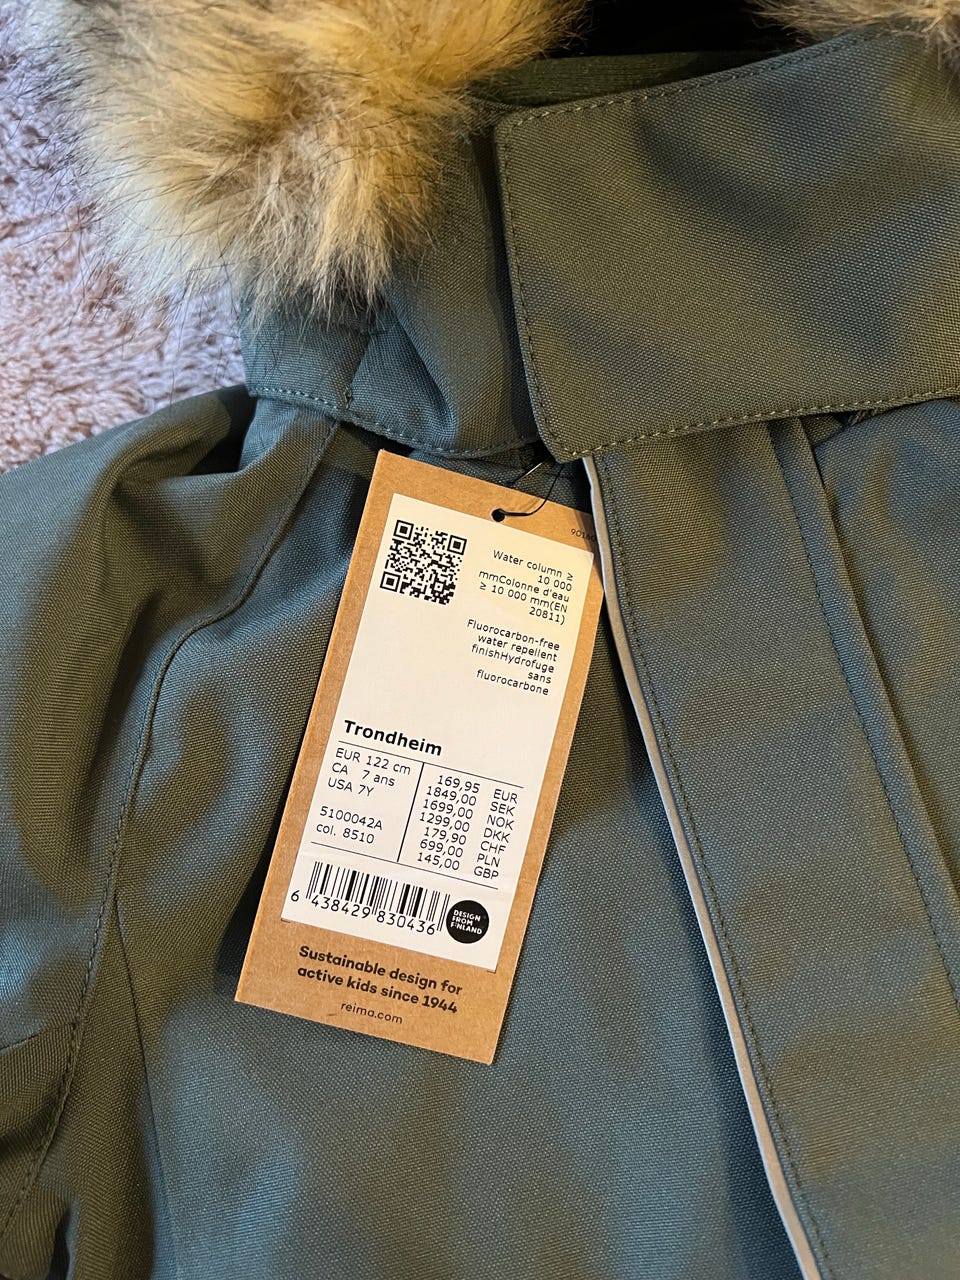 90160
Water column ≥
10 000
mmColonne d'eau
≥ 10 000 mm(EN
20811)
Fluorocarbon-free
water repellent
finishHydrofuge
sans
fluorocarbone
Trondheim
EUR 122 cm
CA 7 ans
USA 7Y
5100042A
col. 8510
169,95 EUR
1849,00 SEK
1699,00 NOK
1299,00 DKK
179,90 CHF
699,00 PLN
145,00 GBP
6 438429 830436
DESIGN
FROM
FINLAND
Sustainable design for
active kids since 1944
reima.com